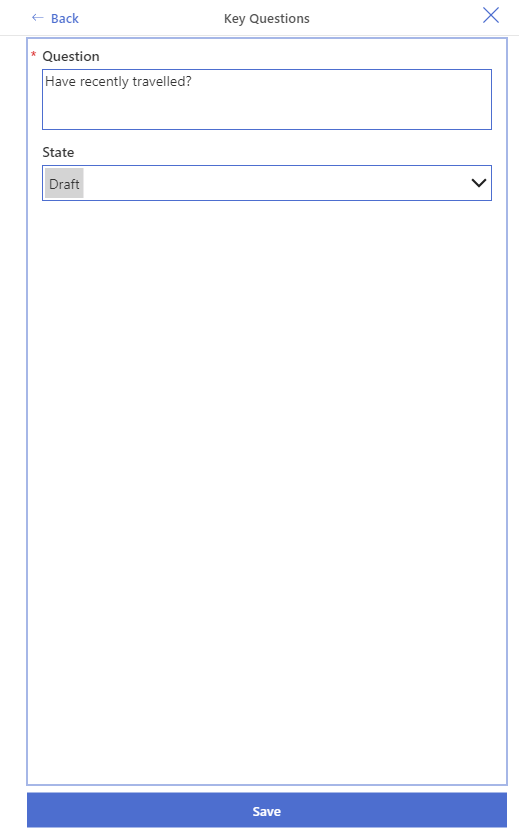 ← Back Key Questions
* Question
Have recently travelled?
State
Draft
Save